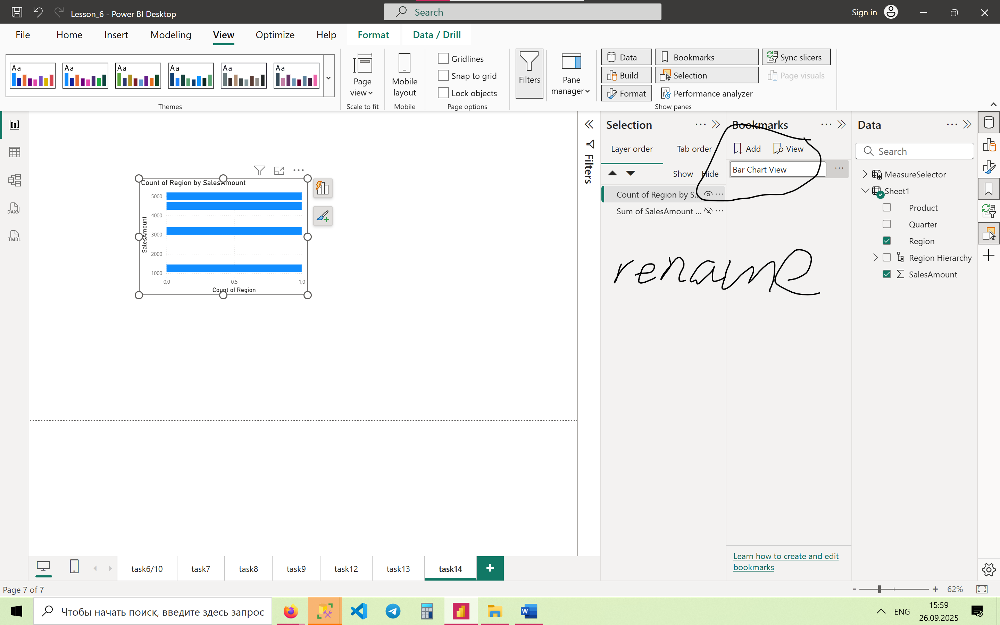 Lesson_6 - Power BI Desktop
Search
Sign in
File
Home
Insert
Modeling
View
Optimize
Help
Format
Data / Drill
Aa
Aa
Aa
Aa
Aa
Aa
Themes
Page
view
Scale to fit
Mobile
layout
Mobile
Gridlines
Snap to grid
Lock objects
Page options
Filters
Pane
manager
Data
Build
Format
Bookmarks
Selection
Performance analyzer
Sync slicers
Page visuals
Show panes
DAX
TMDL
Count of Region by SalesAmount
5000
4000
3000
2000
1000
SalesAmount
0,0
0,5
1,0
Count of Region
Filters
Selection
Layer order
Tab order
Show
Hide
Count of Region by S...
Sum of SalesAmount ...
Bookmarks
Add
View
Bar Chart View
rename
Learn how to create and edit
bookmarks
Data
Search
MeasureSelector
Sheet1
Product
Quarter
Region
Region Hierarchy
SalesAmount
task6/10
task7
task8
task9
task12
task13
task14
Page 7 of 7
- + 62%
Чтобы начать поиск, введите здесь запрос
W
ENG
15:59
26.09.2025